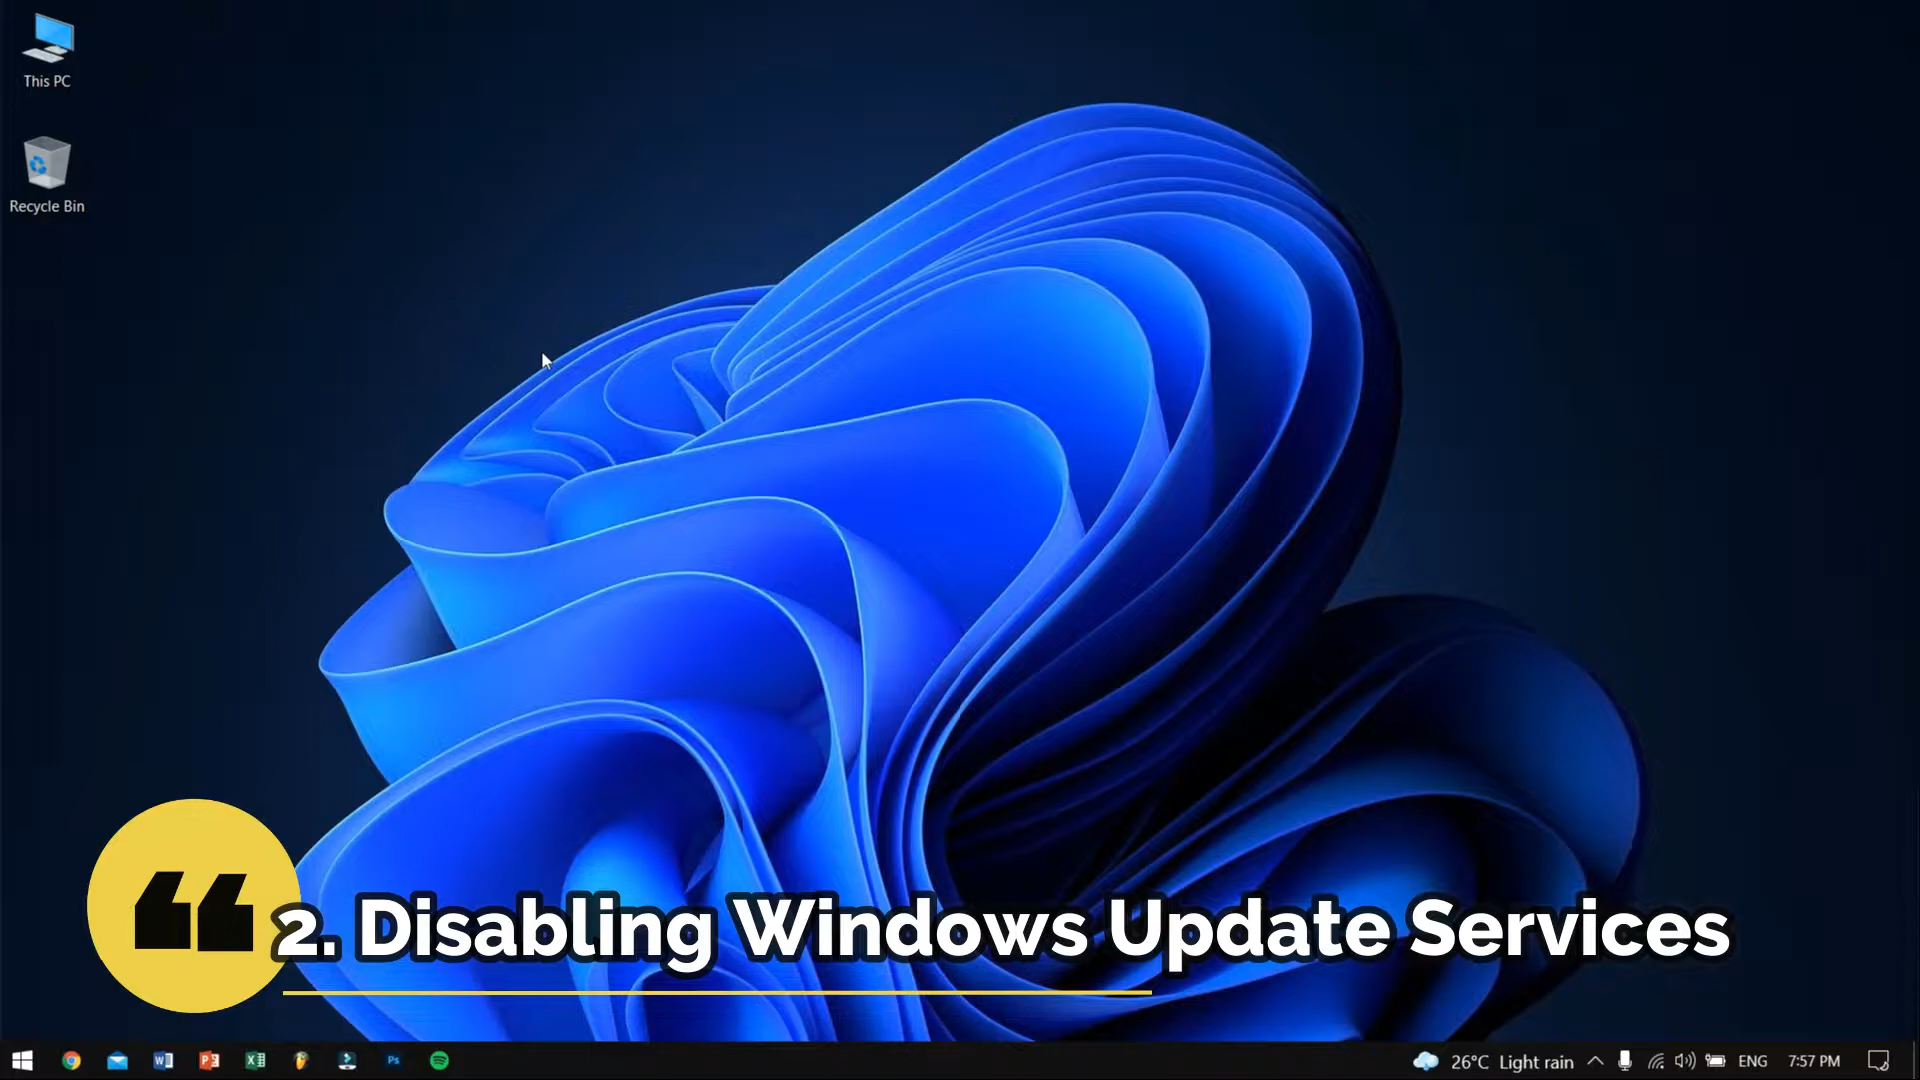 This PC
Recycle Bin
“ 2. Disabling Windows Update Services
26°C Light rain ENG 7:57 PM